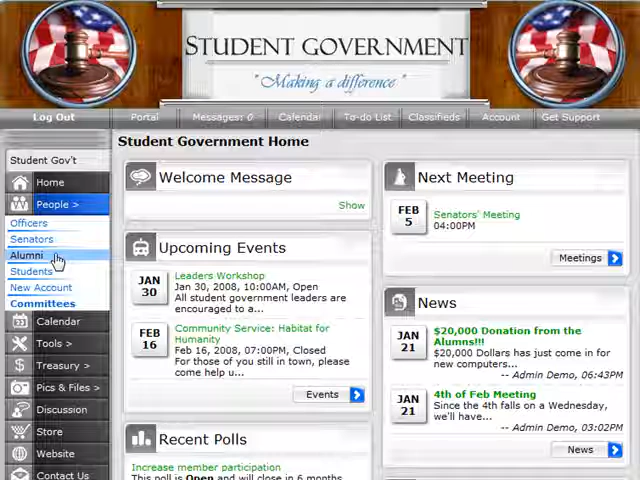 STUDENT GOVERNMENT
"Making a difference"
Log Out
Portal
Messages: 0
Calendar
To-do List
Classifieds
Account
Get Support
Student Gov't
Home
People >
Officers
Senators
Alumni
Students
New Account
Committees
Calendar
Tools >
Treasury >
Pics & Files >
Discussion
Store
Website
Contact Us
Student Government Home
Welcome Message
Show
Upcoming Events
JAN
30
Leaders Workshop
Jan 30, 2008, 10:00AM, Open
All student government leaders are
encouraged to a...
FEB
16
Community Service: Habitat for
Humanity
Feb 16, 2008, 07:00PM, Closed
For those of you still in town, please
come help u...
Events
Recent Polls
Increase member participation
This poll is Open and will close in 6 months
Next Meeting
FEB
5
Senators' Meeting
04:00PM
Meetings
News
JAN
21
$20,000 Donation from the
Alumns!!!
$20,000 Dollars has just come in for
new computers...
-- Admin Demo, 06:43PM
JAN
21
4th of Feb Meeting
Since the 4th falls on a Wednesday,
we'll have...
-- Admin Demo, 03:02PM
News